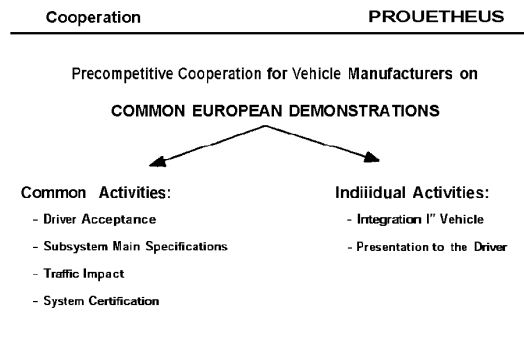 Cooperation PROUETHEUS
Precompetitive Cooperation for Vehicle Manufacturers on
COMMON EUROPEAN DEMONSTRATIONS
Common Activities:
- Driver Acceptance
- Subsystem Main Specifications
- Traffic Impact
- System Certification
Indiiidual Activities:
- Integration I" Vehicle
- Presentation to the Driver